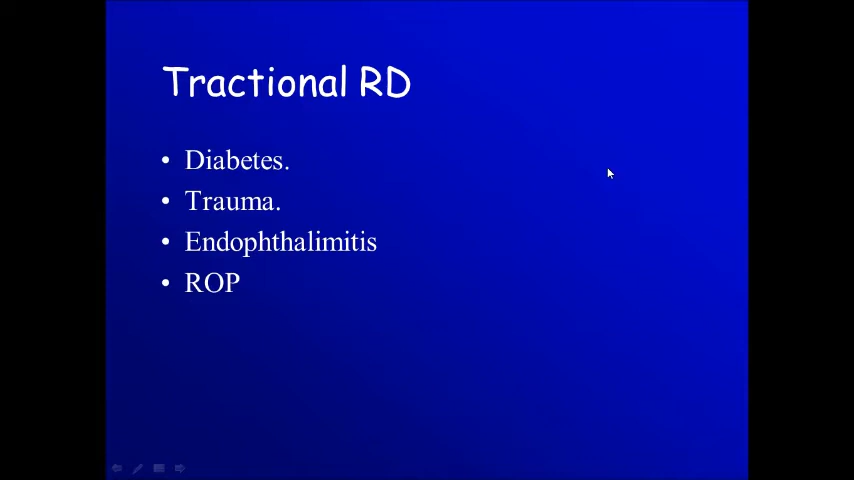 Tractional RD
• Diabetes.
• Trauma.
• Endophthalimitis
• ROP